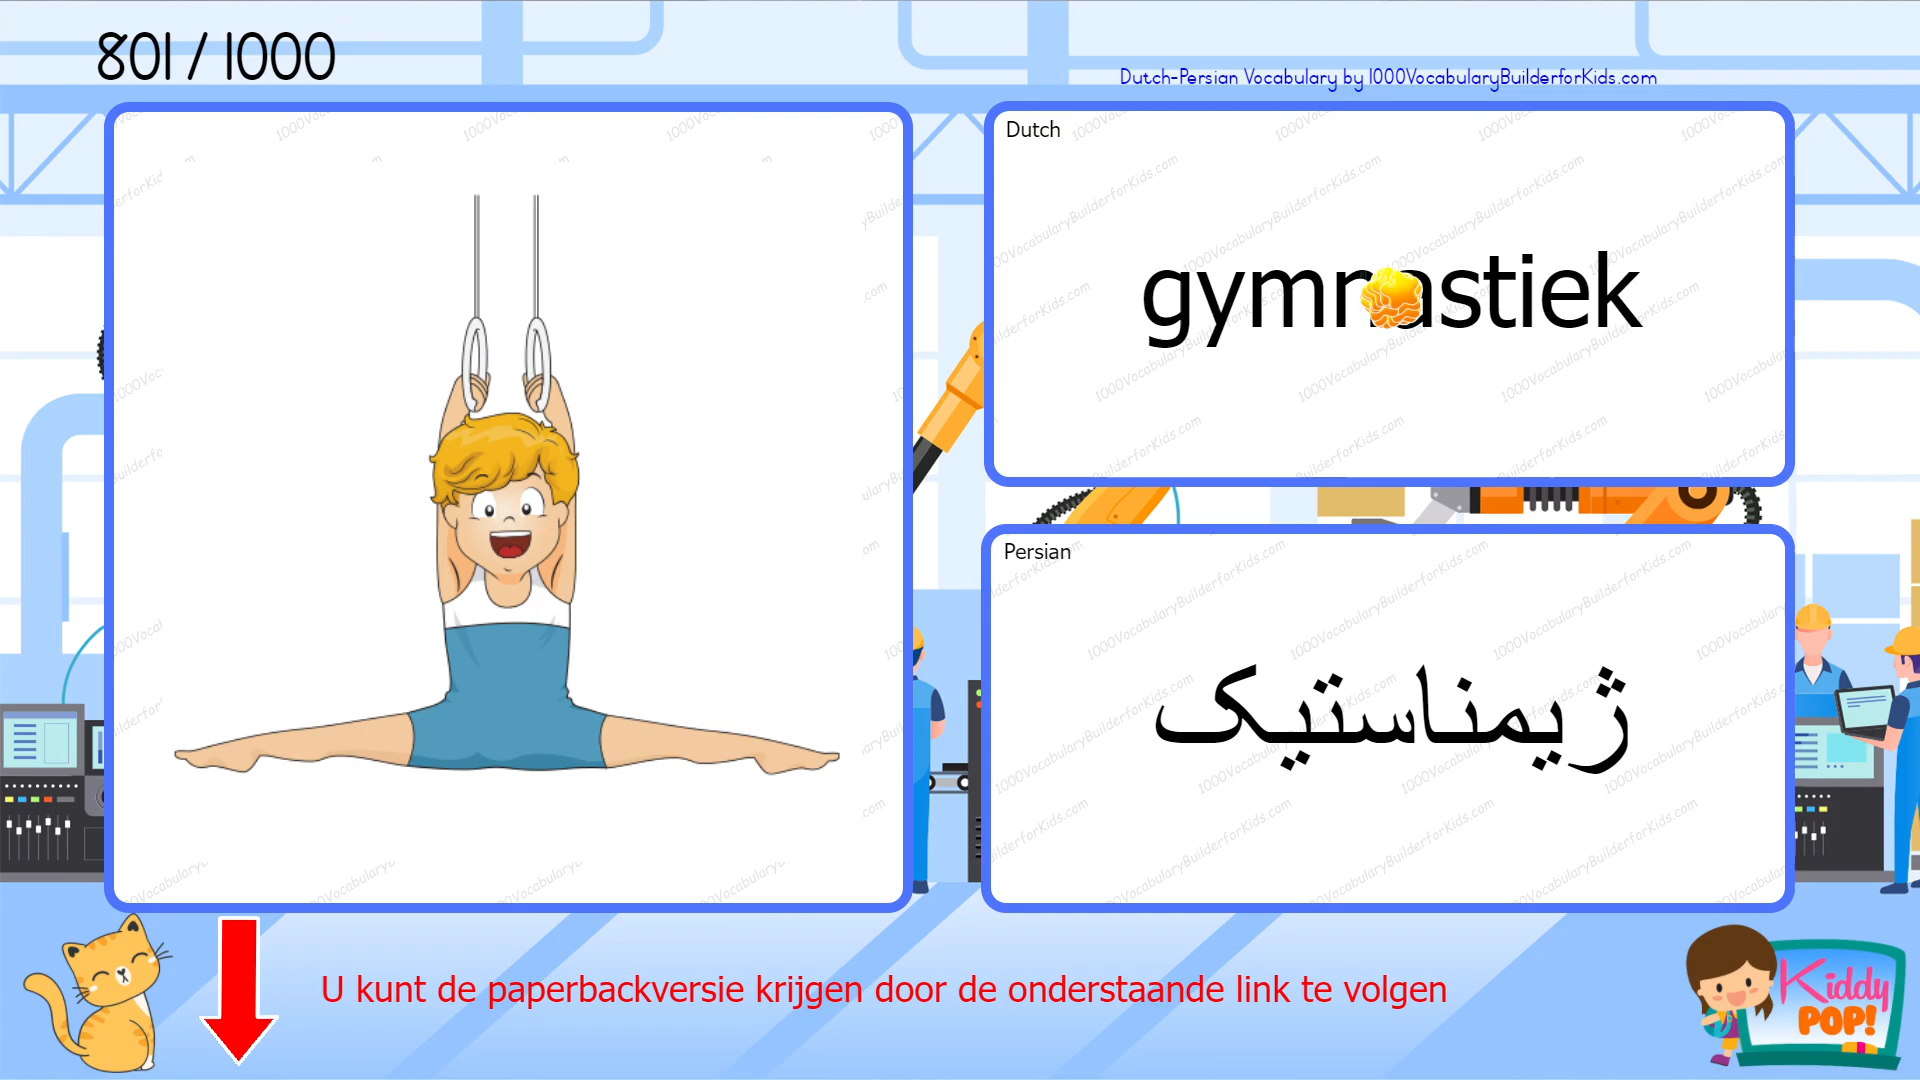 801 / 1000
Dutch-Persian Vocabulary by 1000VocabularyBuilderforKids.com
Dutch
gymnastiek
Persian
ژیمناستیک
U kunt de paperbackversie krijgen door de onderstaande link te volgen
Kiddy
POP!